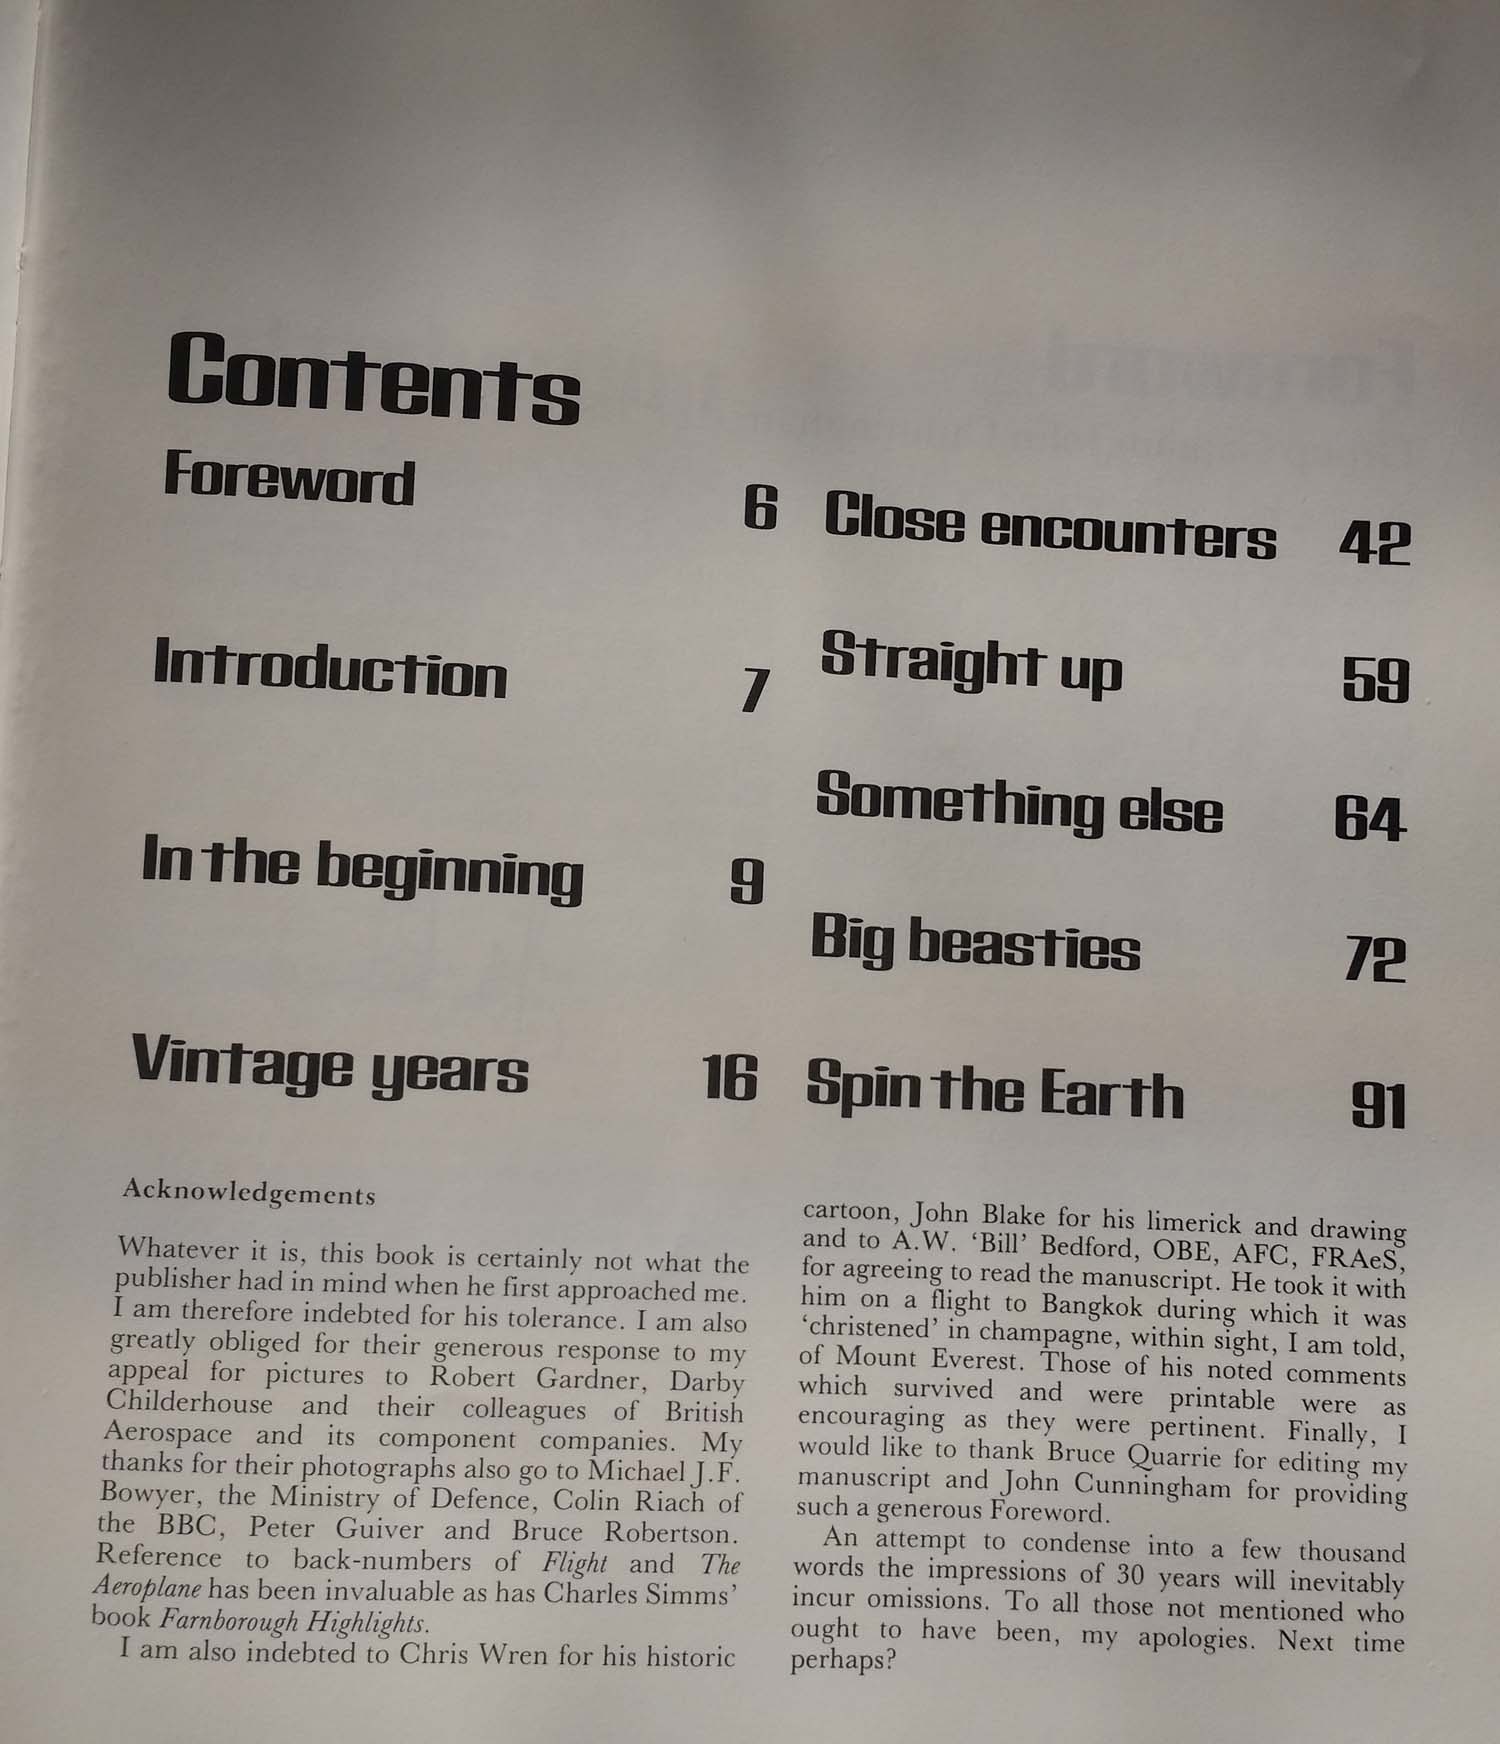 Contents
Foreword 6
Introduction 7
In the beginning 9
Vintage years 16
Close encounters 42
Straight up 59
Something else 64
Big beasties 72
Spin the Earth 91
Acknowledgements
Whatever it is, this book is certainly not what the
publisher had in mind when he first approached me.
I am therefore indebted for his tolerance. I am also
greatly obliged for their generous response to my
appeal for pictures to Robert Gardner, Darby
Childerhouse and their colleagues of British
Aerospace and its component companies. My
thanks for their photographs also go to Michael J.F.
Bowyer, the Ministry of Defence, Colin Riach of
the BBC, Peter Guiver and Bruce Robertson.
Reference to back-numbers of Flight and The
Aeroplane has been invaluable as has Charles Simms’
book Farnborough Highlights.
I am also indebted to Chris Wren for his historic
cartoon, John Blake for his limerick and drawing
and to A.W. ‘Bill’ Bedford, OBE, AFC, FRAeS,
for agreeing to read the manuscript. He took it with
him on a flight to Bangkok during which it was
‘christened’ in champagne, within sight, I am told,
of Mount Everest. Those of his noted comments
which survived and were printable were as
encouraging as they were pertinent. Finally, I
would like to thank Bruce Quarrie for editing my
manuscript and John Cunningham for providing
such a generous Foreword.
An attempt to condense into a few thousand
words the impressions of 30 years will inevitably
incur omissions. To all those not mentioned who
ought to have been, my apologies. Next time
perhaps?